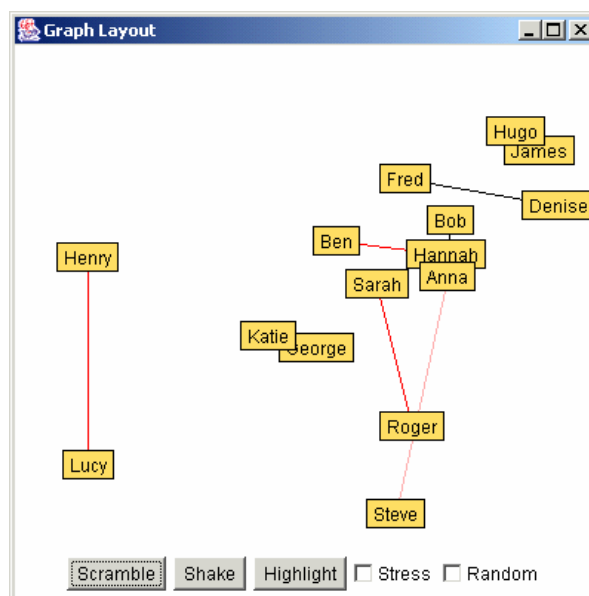 Graph Layout
Hugo
James
Fred
Denise
Bob
Ben
Hannah
Henry
Anna
Sarah
Katie
George
Roger
Lucy
Steve
Scramble Shake Highlight Stress Random